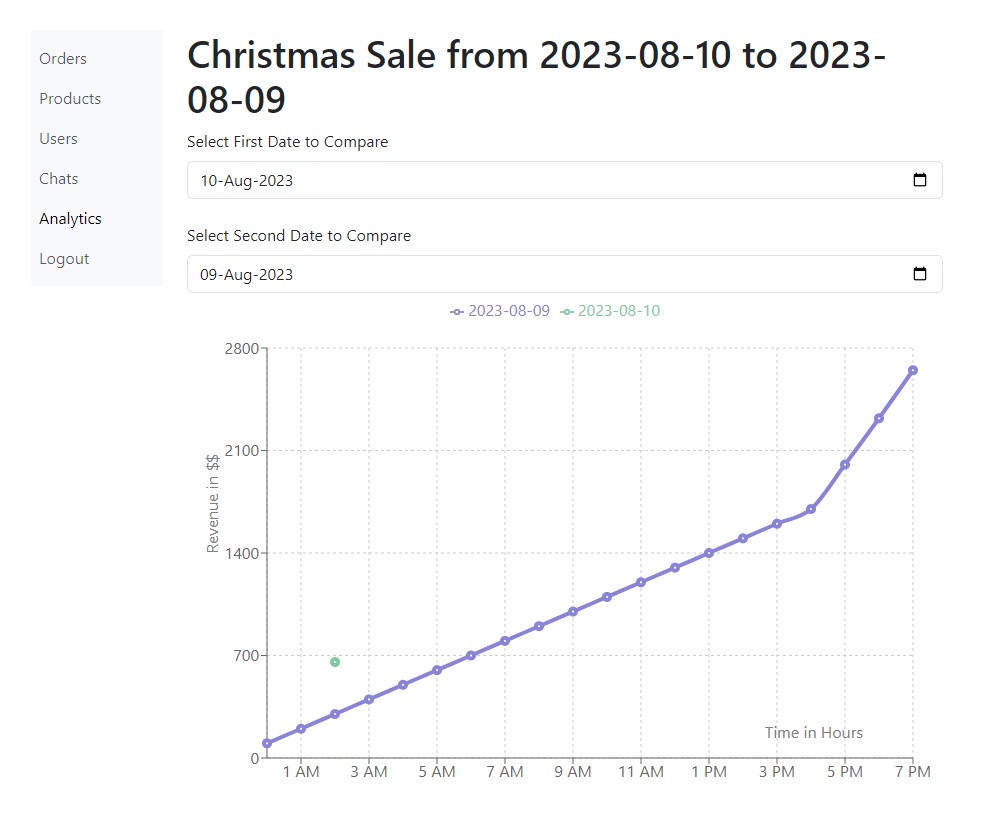 Orders
Products
Users
Chats
Analytics
Logout
Christmas Sale from 2023-08-10 to 2023-
08-09
Select First Date to Compare
10-Aug-2023
Select Second Date to Compare
09-Aug-2023
2023-08-09 2023-08-10
2800
2100
1400
700
0
Revenue in $$
Time in Hours
1 AM 3 AM 5 AM 7 AM 9 AM 11 AM 1 PM 3 PM 5 PM 7 PM